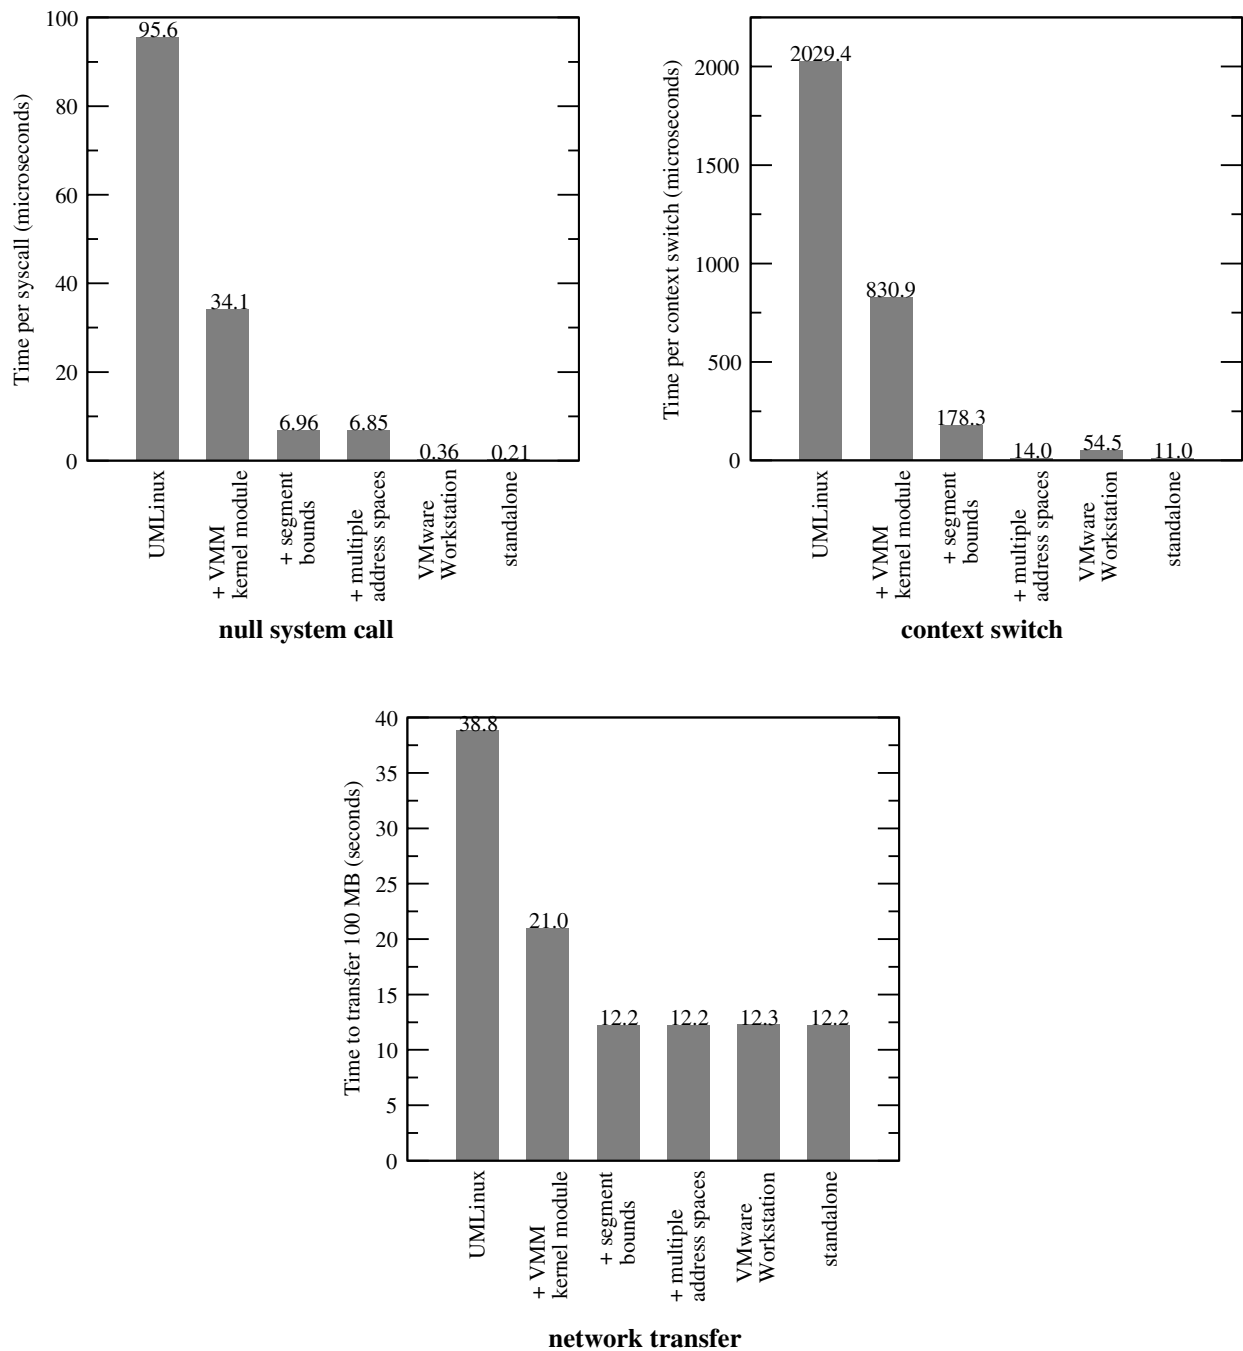 Time per syscall (microseconds)
100
80
60
40
20
0
95.6
34.1
6.96
6.85
0.36
0.21
UMLinux
+ VMM
kernel module
+ segment
bounds
+ multiple
address spaces
VMware
Workstation
standalone
null system call
Time per context switch (microseconds)
2000
1500
1000
500
0
2029.4
830.9
178.3
14.0
54.5
11.0
UMLinux
+ VMM
kernel module
+ segment
bounds
+ multiple
address spaces
VMware
Workstation
standalone
context switch
Time to transfer 100 MB (seconds)
40
35
30
25
20
15
10
5
0
38.8
21.0
12.2
12.2
12.3
12.2
UMLinux
+ VMM
kernel module
+ segment
bounds
+ multiple
address spaces
VMware
Workstation
standalone
network transfer